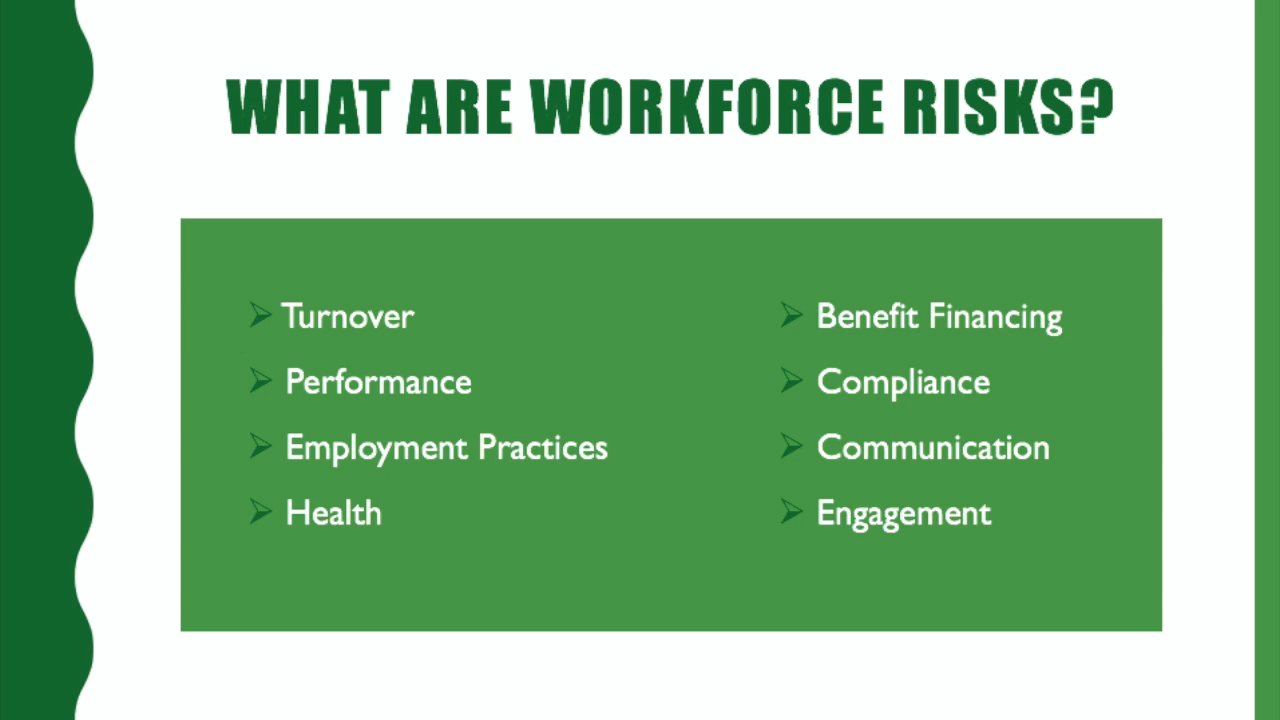 WHAT ARE WORKFORCE RISKS?
Turnover
Performance
Employment Practices
Health
Benefit Financing
Compliance
Communication
Engagement